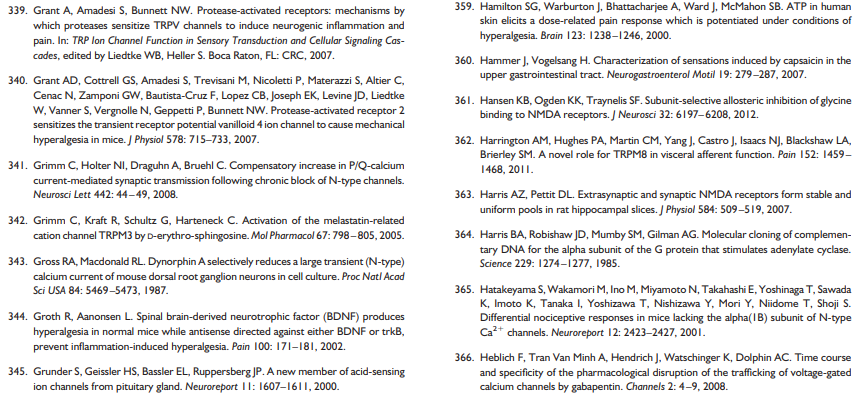 339. Grant A, Amadesi S, Bunnett NW. Protease-activated receptors: mechanisms by
which proteases sensitize TRPV channels to induce neurogenic inflammation and
pain. In: TRP Ion Channel Function in Sensory Transduction and Cellular Signaling Cas-
cades, edited by Liedtke WB, Heller S. Boca Raton, FL: CRC, 2007.
340. Grant AD, Cottrell GS, Amadesi S, Trevisani M, Nicoletti P, Materazzi S, Altier C,
Cenac N, Zamponi GW, Bautista-Cruz F, Lopez CB, Joseph EK, Levine JD, Liedtke
W, Vanner S, Vergnolle N, Geppetti P, Bunnett NW. Protease-activated receptor 2
sensitizes the transient receptor potential vanilloid 4 ion channel to cause mechanical
hyperalgesia in mice. J Physiol 578: 715–733, 2007.
341. Grimm C, Holter NI, Draguhn A, Bruehl C. Compensatory increase in P/Q-calcium
current-mediated synaptic transmission following chronic block of N-type channels.
Neurosci Lett 442: 44–49, 2008.
342. Grimm C, Kraft R, Schultz G, Harteneck C. Activation of the melastatin-related
cation channel TRPM3 by D-erythro-sphingosine. Mol Pharmacol 67: 798–805, 2005.
343. Gross RA, Macdonald RL. Dynorphin A selectively reduces a large transient (N-type)
calcium current of mouse dorsal root ganglion neurons in cell culture. Proc Natl Acad
Sci USA 84: 5469–5473, 1987.
344. Groth R, Aanonsen L. Spinal brain-derived neurotrophic factor (BDNF) produces
hyperalgesia in normal mice while antisense directed against either BDNF or trkB,
prevent inflammation-induced hyperalgesia. Pain 100: 171–181, 2002.
345. Grunder S, Geissler HS, Bassler EL, Ruppersberg JP. A new member of acid-sensing
ion channels from pituitary gland. Neuroreport 11: 1607–1611, 2000.
359. Hamilton SG, Warburton J, Bhattacharjee A, Ward J, McMahon SB. ATP in human
skin elicits a dose-related pain response which is potentiated under conditions of
hyperalgesia. Brain 123: 1238–1246, 2000.
360. Hammer J, Vogelsang H. Characterization of sensations induced by capsaicin in the
upper gastrointestinal tract. Neurogastroenterol Motil 19: 279–287, 2007.
361. Hansen KB, Ogden KK, Traynelis SF. Subunit-selective allosteric inhibition of glycine
binding to NMDA receptors. J Neurosci 32: 6197–6208, 2012.
362. Harrington AM, Hughes PA, Martin CM, Yang J, Castro J, Isaacs NJ, Blackshaw LA,
Brierley SM. A novel role for TRPM8 in visceral afferent function. Pain 152: 1459–
1468, 2011.
363. Harris AZ, Pettit DL. Extrasynaptic and synaptic NMDA receptors form stable and
uniform pools in rat hippocampal slices. J Physiol 584: 509–519, 2007.
364. Harris BA, Robishaw JD, Mumby SM, Gilman AG. Molecular cloning of complemen-
tary DNA for the alpha subunit of the G protein that stimulates adenylate cyclase.
Science 229: 1274–1277, 1985.
365. Hatakeyama S, Wakamori M, Ino M, Miyamoto N, Takahashi E, Yoshinaga T, Sawada
K, Imoto K, Tanaka I, Yoshizawa T, Nishizawa Y, Mori Y, Niidome T, Shoji S.
Differential nociceptive responses in mice lacking the alpha(1B) subunit of N-type
Ca²⁺ channels. Neuroreport 12: 2423–2427, 2001.
366. Heblich F, Tran Van Minh A, Hendrich J, Watschinger K, Dolphin AC. Time course
and specificity of the pharmacological disruption of the trafficking of voltage-gated
calcium channels by gabapentin. Channels 2: 4–9, 2008.